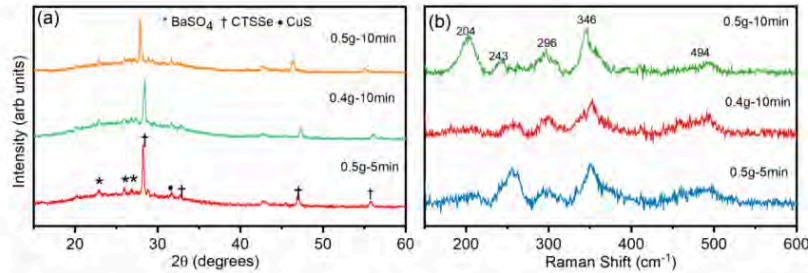 (a)
* BaSO₄ † CTSSe • CuS
0.5g-10min
0.4g-10min
0.5g-5min
†
* ** • † † †
Intensity (arb units)
20 30 40 50 60
2θ (degrees)
(b)
204 243 296 346 494
0.5g-10min
0.4g-10min
0.5g-5min
200 300 400 500 600
Raman Shift (cm⁻¹)